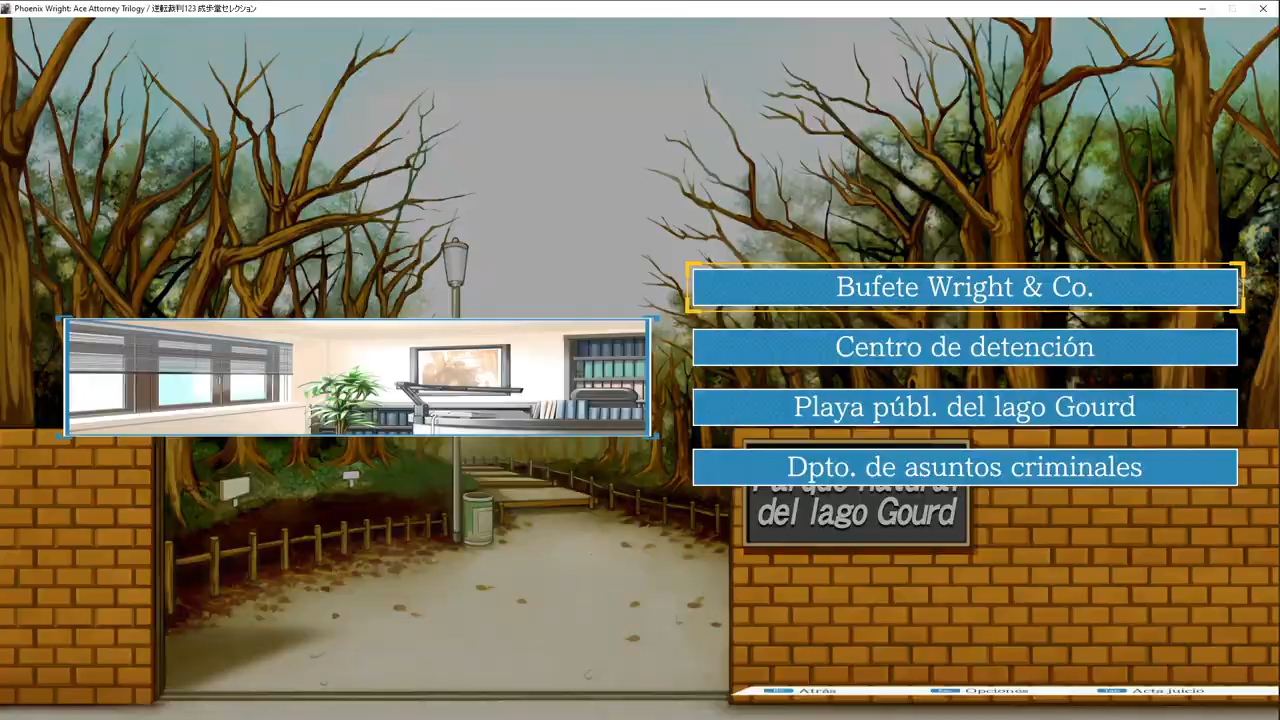 Phoenix Wright: Ace Attorney Trilogy / 逆転裁判123 成歩堂セレクション
Bufete Wright & Co.
Centro de detención
Playa públ. del lago Gourd
Dpto. de asuntos criminales
Parque natural
del lago Gourd
Atrás
Opciones
Acta juicio